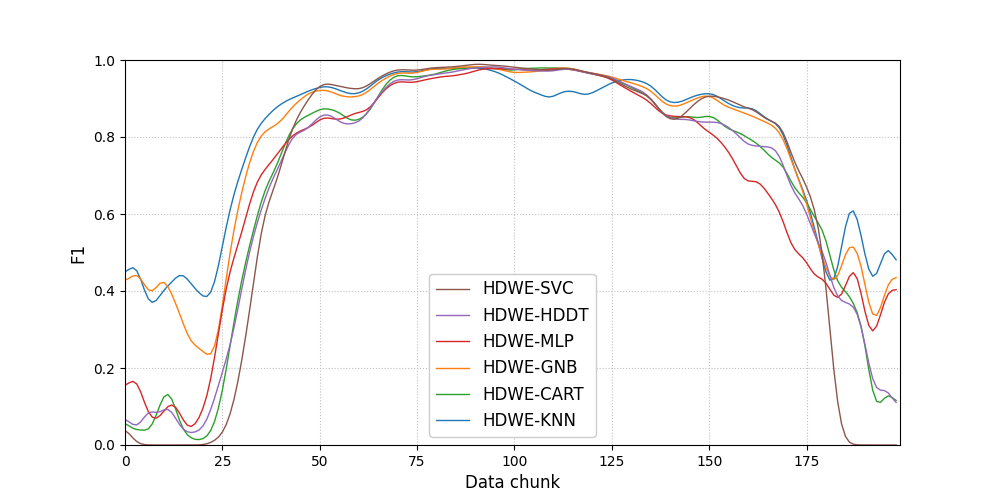 1.0
0.8
0.6
0.4
0.2
0.0
F1
HDWE-SVC
HDWE-HDDT
HDWE-MLP
HDWE-GNB
HDWE-CART
HDWE-KNN
0 25 50 75 100 125 150 175
Data chunk